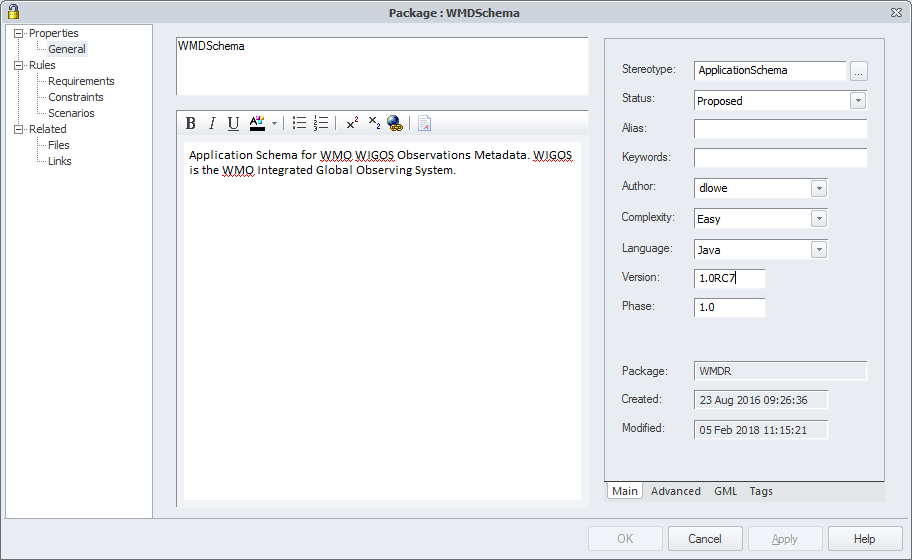 Package : WMDSchema
Properties
General
Rules
Requirements
Constraints
Scenarios
Related
Files
Links
WMDSchema
B I U A x² x₂
Application Schema for WMO WIGOS Observations Metadata. WIGOS
is the WMO Integrated Global Observing System.
Stereotype: ApplicationSchema ...
Status: Proposed
Alias:
Keywords:
Author: dlowe
Complexity: Easy
Language: Java
Version: 1.0RC7
Phase: 1.0
Package: WMDR
Created: 23 Aug 2016 09:26:36
Modified: 05 Feb 2018 11:15:21
Main Advanced GML Tags
OK Cancel Apply Help